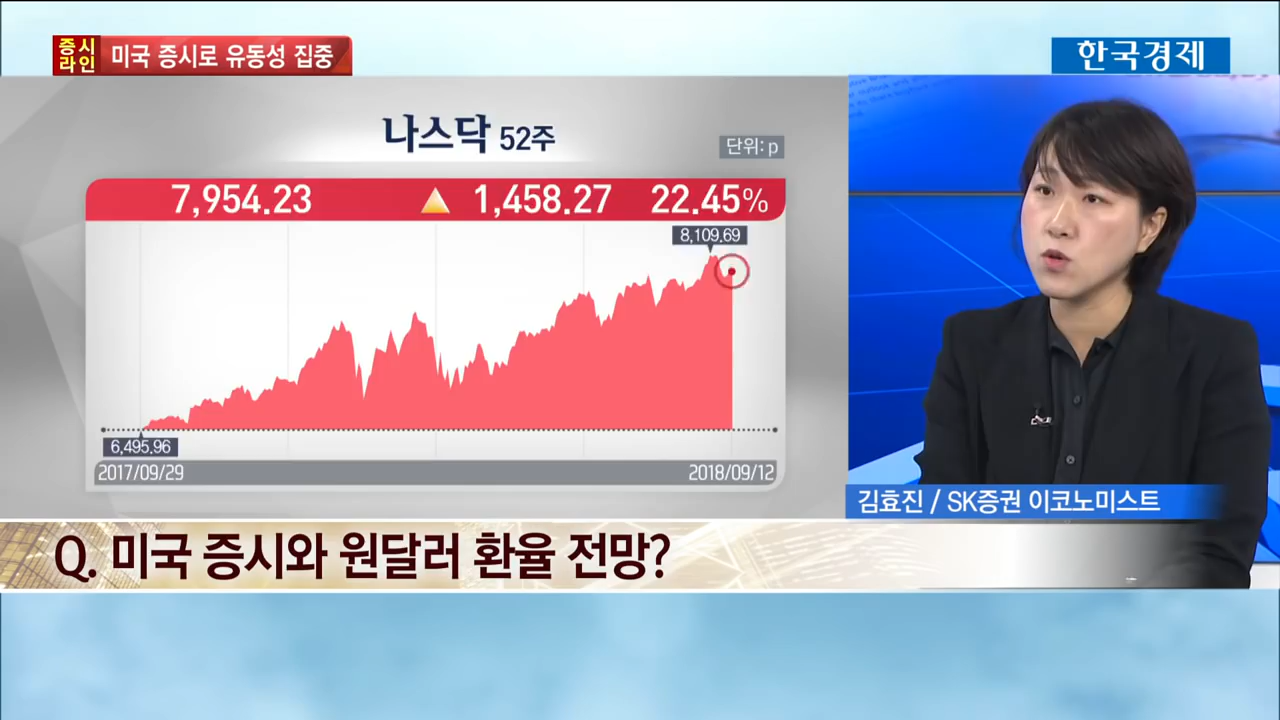 증시
라인
미국 증시로 유동성 집중
한국경제
나스닥 52주
단위:p
7,954.23 ▲ 1,458.27 22.45%
8,109.69
6,495.96
2017/09/29
2018/09/12
김효진 / SK증권 이코노미스트
Q. 미국 증시와 원달러 환율 전망?